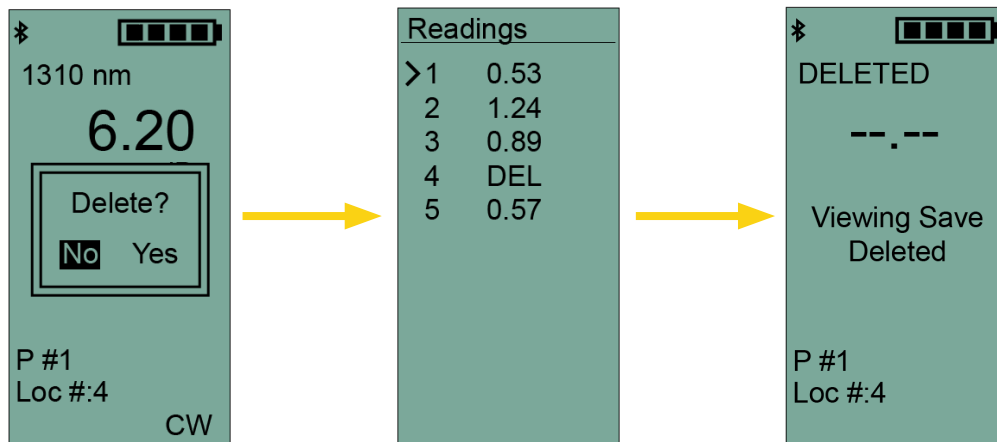 1310 nm
6.20
Delete?
No Yes
P #1
Loc #:4
CW
Readings
>1 0.53
2 1.24
3 0.89
4 DEL
5 0.57
DELETED
--.--
Viewing Save
Deleted
P #1
Loc #:4